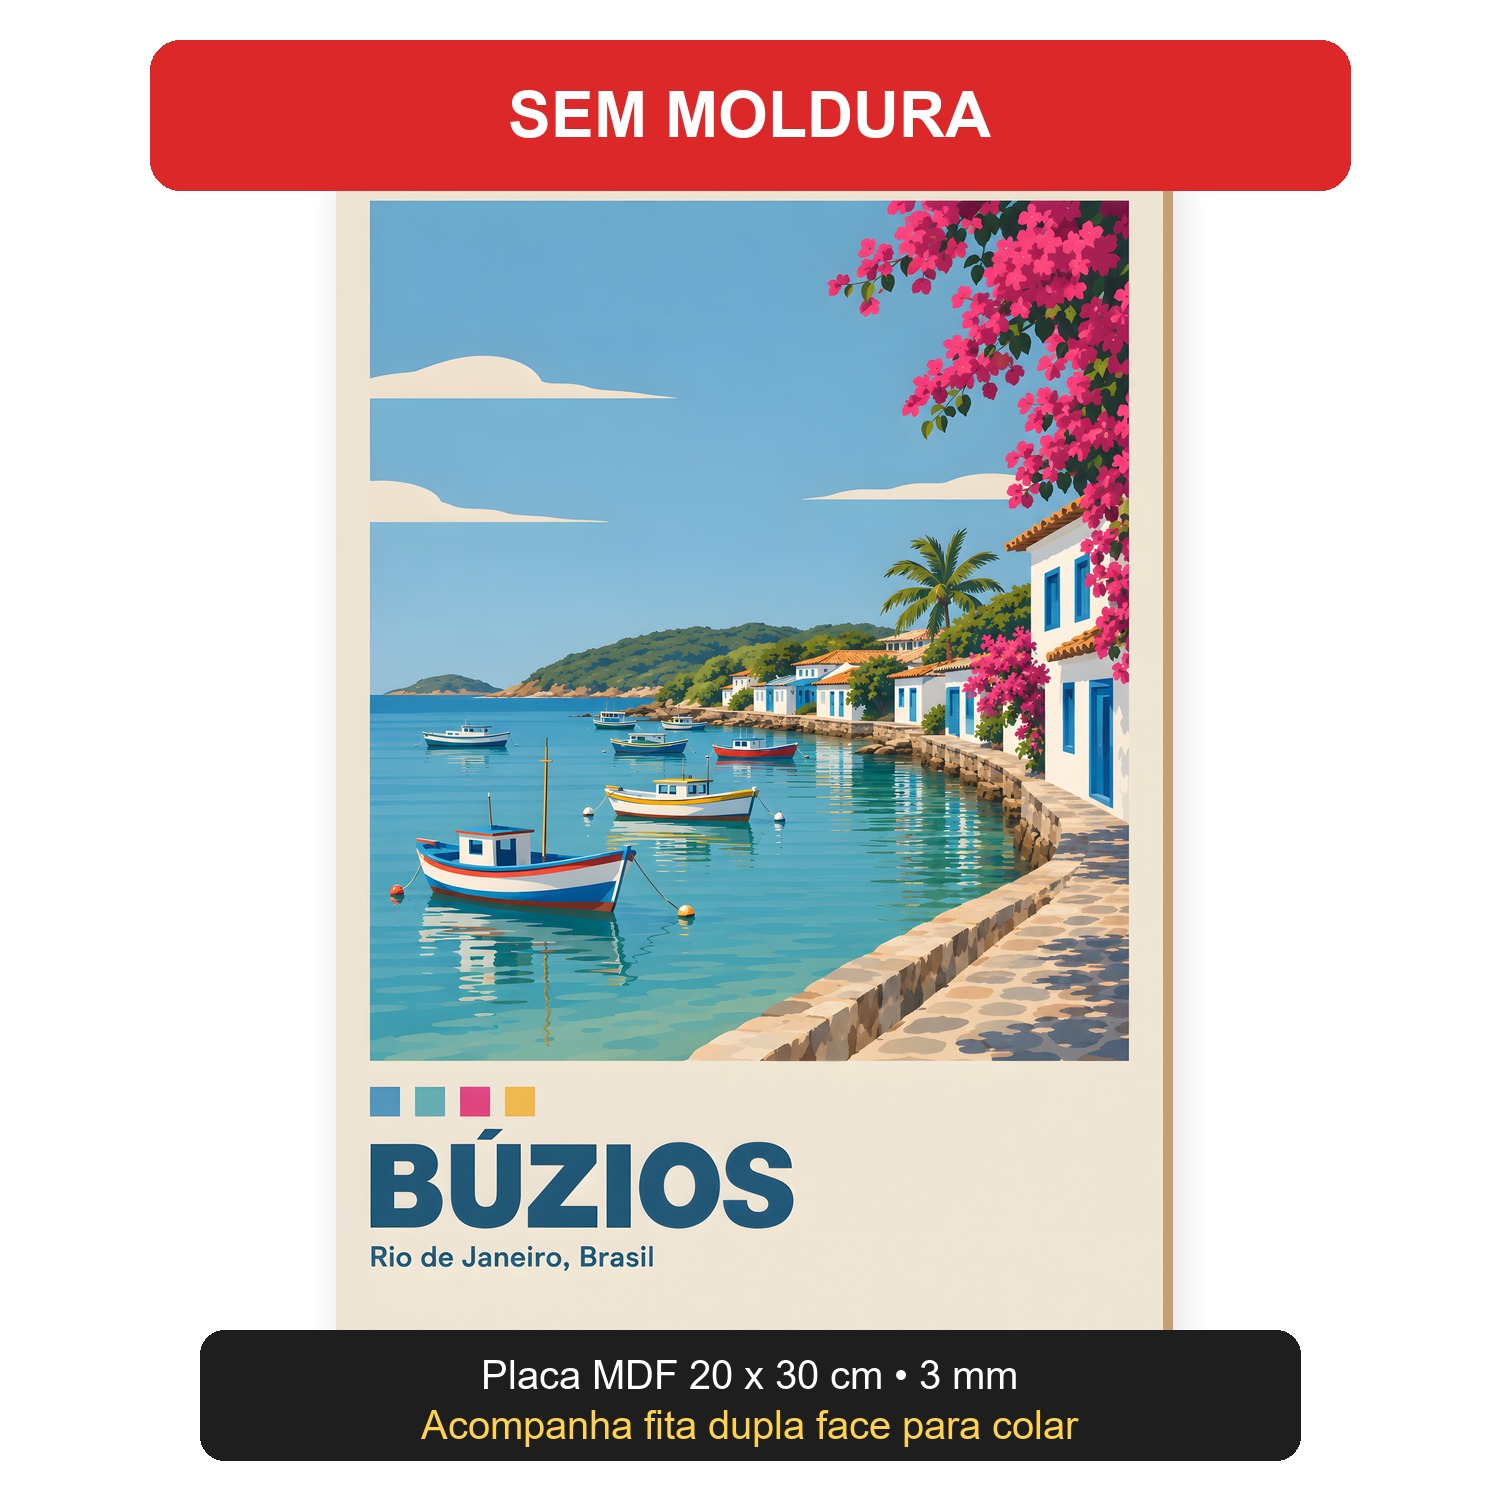 SEM MOLDURA
BÚZIOS
Rio de Janeiro, Brasil
Placa MDF 20 x 30 cm • 3 mm
Acompanha fita dupla face para colar